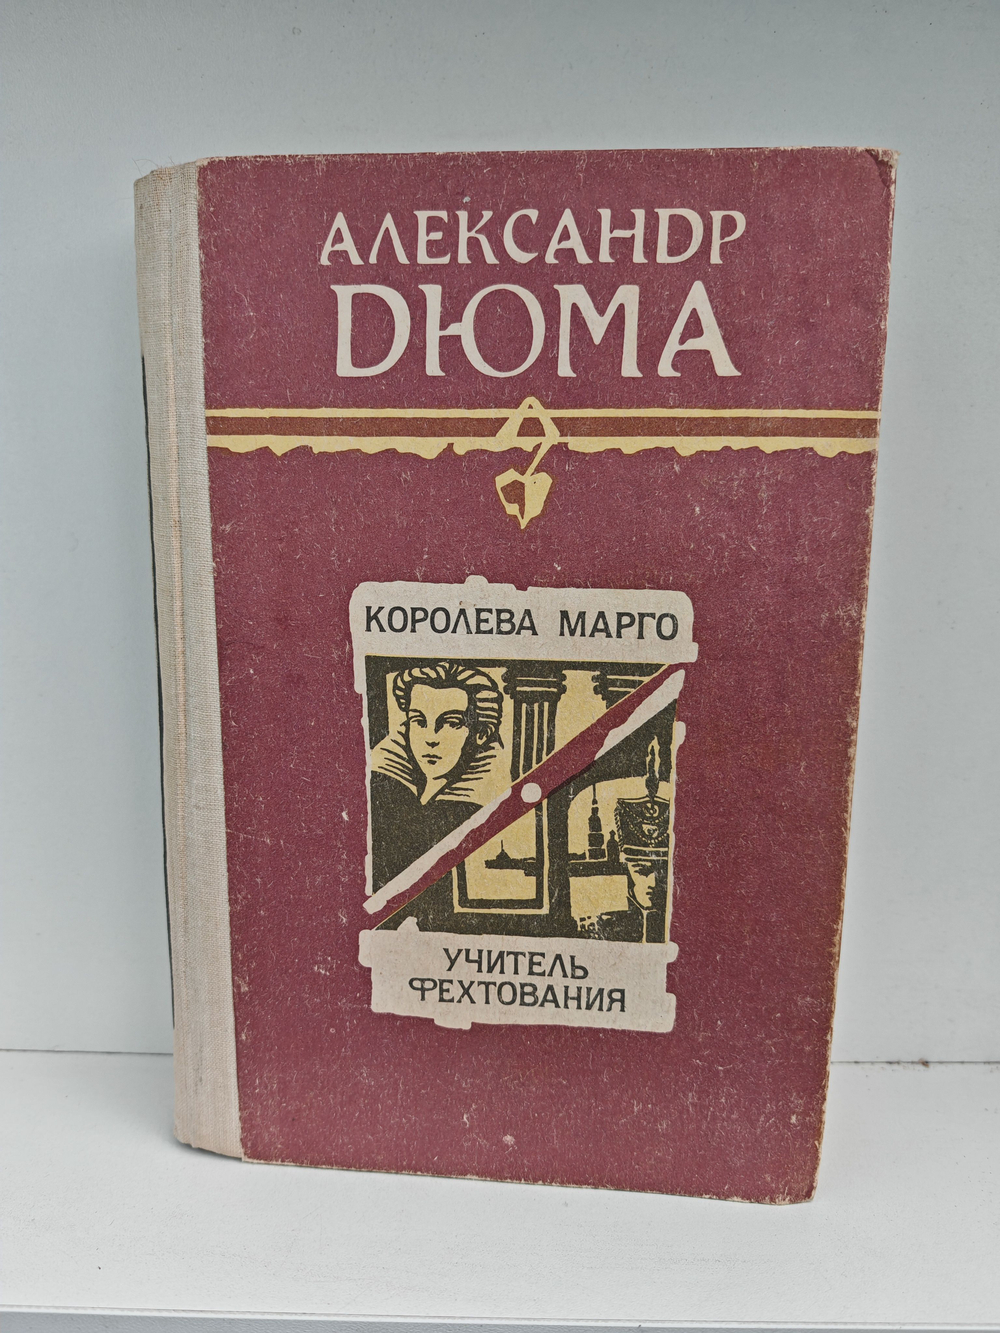 АЛЕКСАНДР
ДЮМА
КОРОЛЕВА МАРГО
УЧИТЕЛЬ
ФЕХТОВАНИЯ